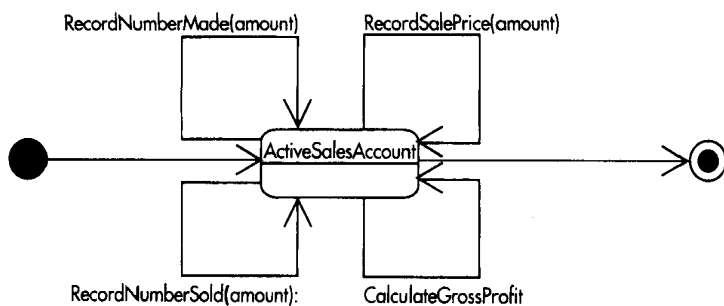 RecordNumberMade(amount)
RecordSalePrice(amount)
ActiveSalesAccount
RecordNumberSold(amount):
CalculateGrossProfit